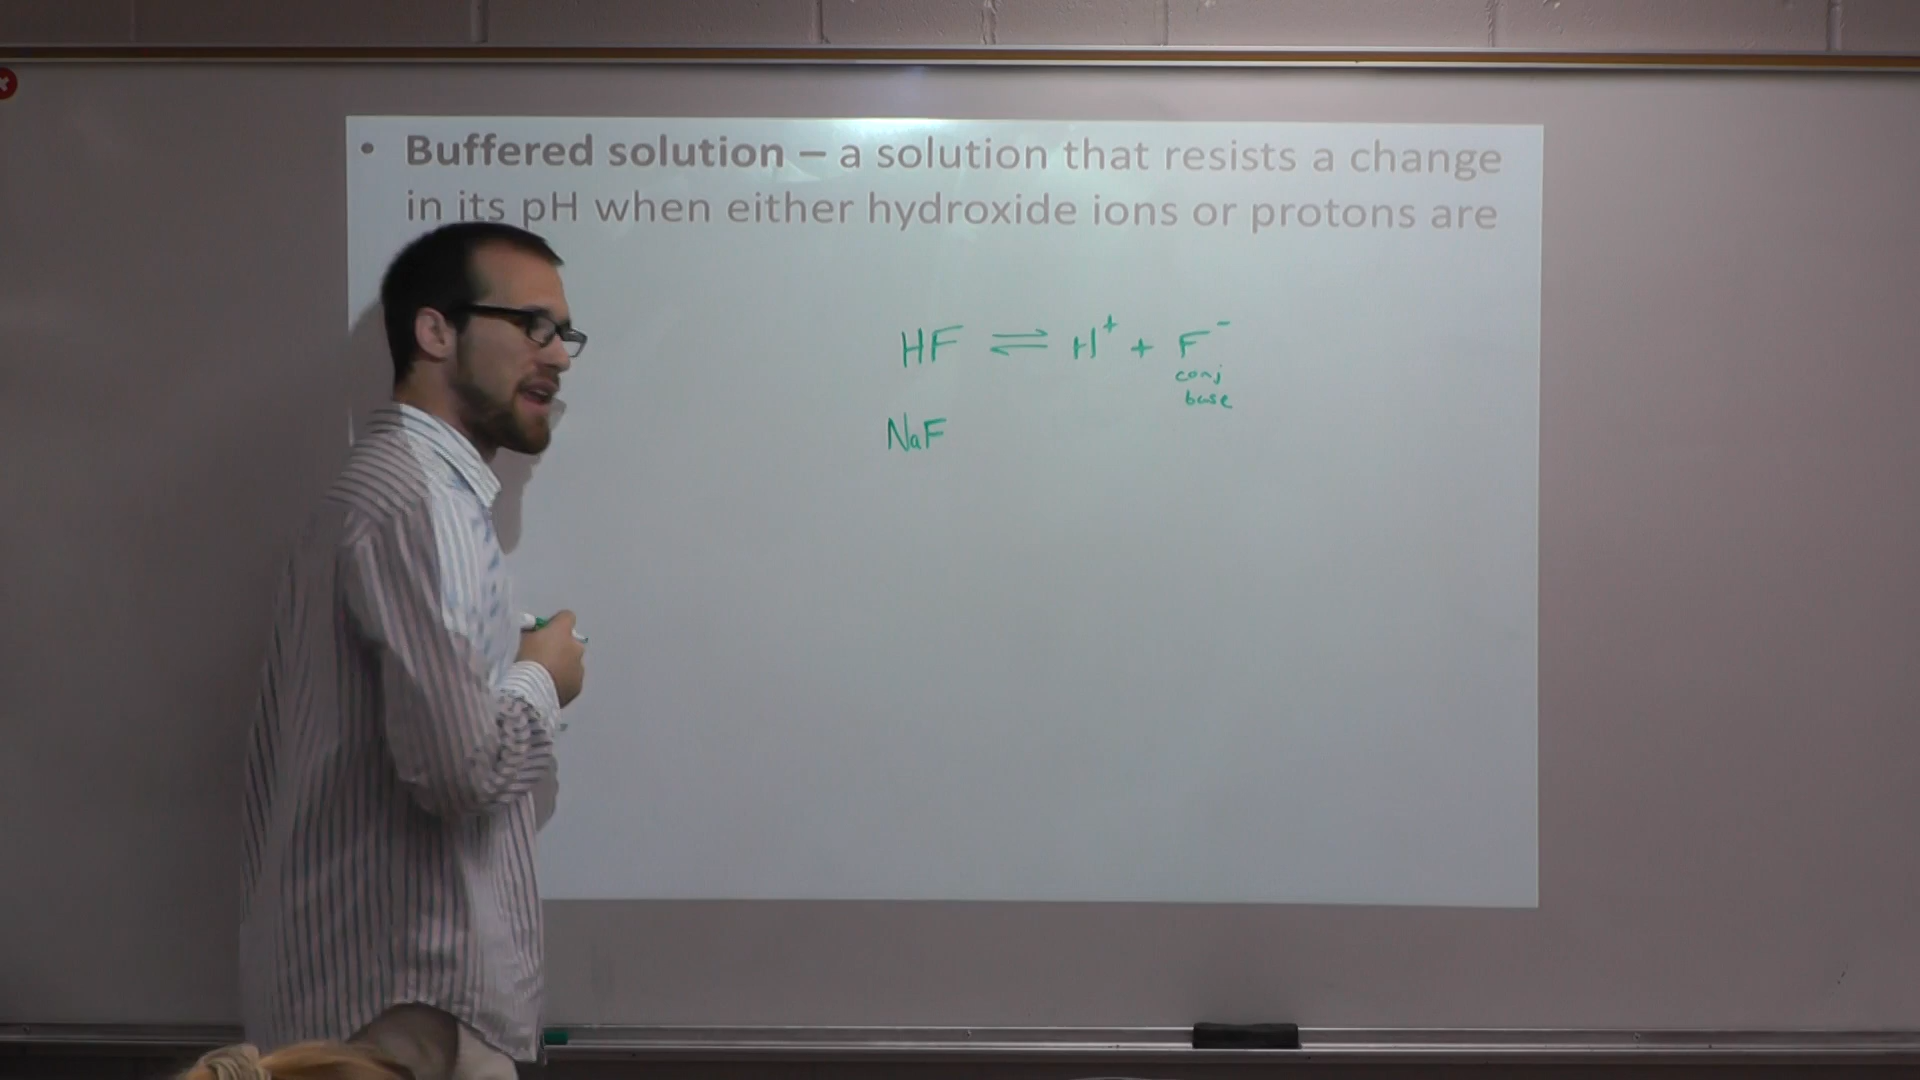 • Buffered solution – a solution that resists a change
in its pH when either hydroxide ions or protons are
HF ⇌ H⁺ + F⁻
conj
base
NaF